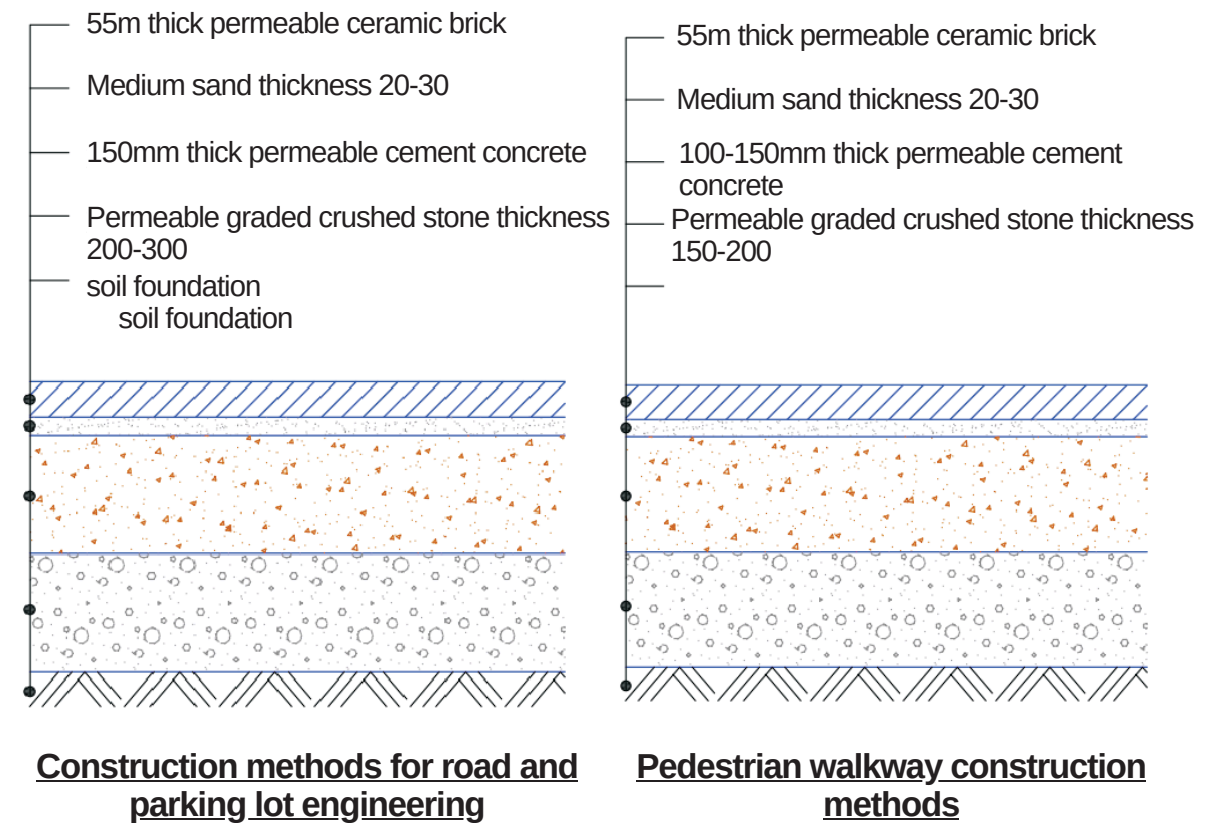 55m thick permeable ceramic brick
Medium sand thickness 20-30
150mm thick permeable cement concrete
Permeable graded crushed stone thickness
200-300
soil foundation
soil foundation
Construction methods for road and
parking lot engineering
55m thick permeable ceramic brick
Medium sand thickness 20-30
100-150mm thick permeable cement
concrete
Permeable graded crushed stone thickness
150-200
Pedestrian walkway construction
methods